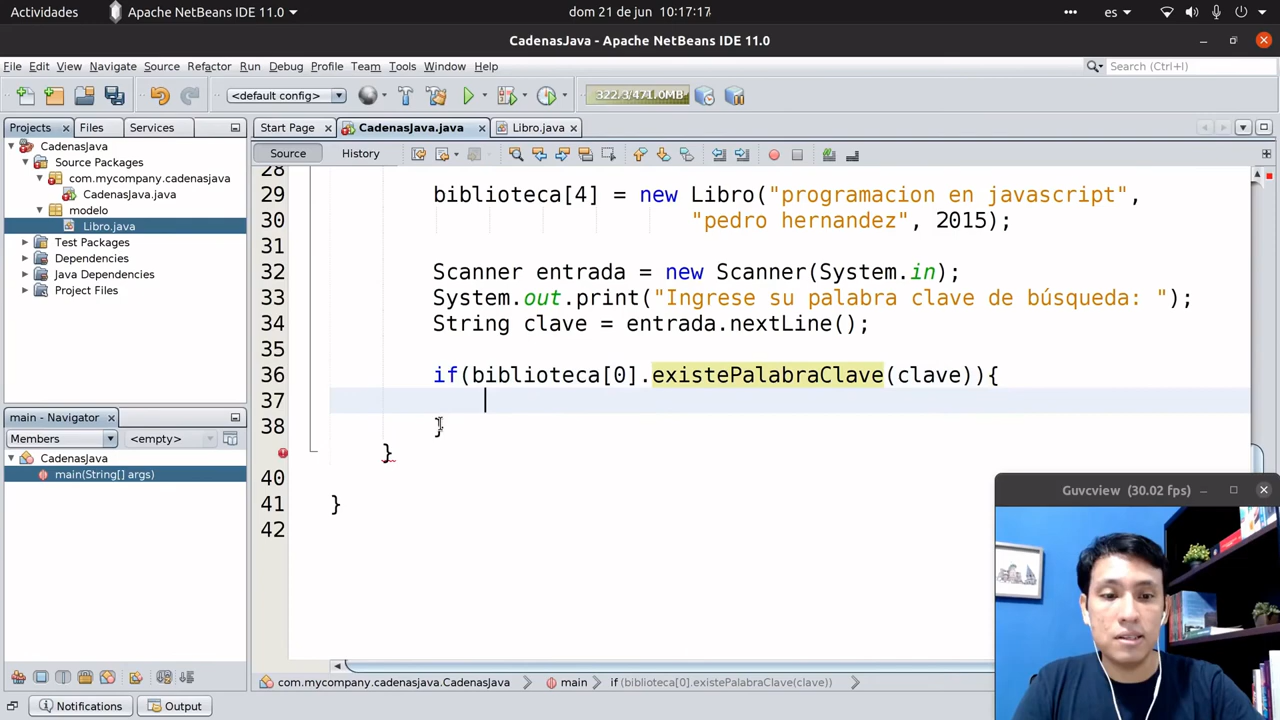 Actividades Apache NetBeans IDE 11.0 dom 21 de jun 10:17:17 es
CadenasJava - Apache NetBeans IDE 11.0
File Edit View Navigate Source Refactor Run Debug Profile Team Tools Window Help Search (Ctrl+I)
<default config> 322.3/471.0MB
Projects Files Services Start Page CadenasJava.java Libro.java
CadenasJava
Source Packages
com.mycompany.cadenasjava
CadenasJava.java
modelo
Libro.java
Test Packages
Dependencies
Java Dependencies
Project Files
main - Navigator
Members <empty>
CadenasJava
main(String[] args)
Source History
28
29 biblioteca[4] = new Libro("programacion en javascript",
30 "pedro hernandez", 2015);
31
32 Scanner entrada = new Scanner(System.in);
33 System.out.print("Ingrese su palabra clave de búsqueda: ");
34 String clave = entrada.nextLine();
35
36 if(biblioteca[0].existePalabraClave(clave)){
37
38 }
}
40
41 }
42
Guvcview (30.02 fps)
com.mycompany.cadenasjava.CadenasJava main if (biblioteca[0].existePalabraClave(clave))
Notifications Output